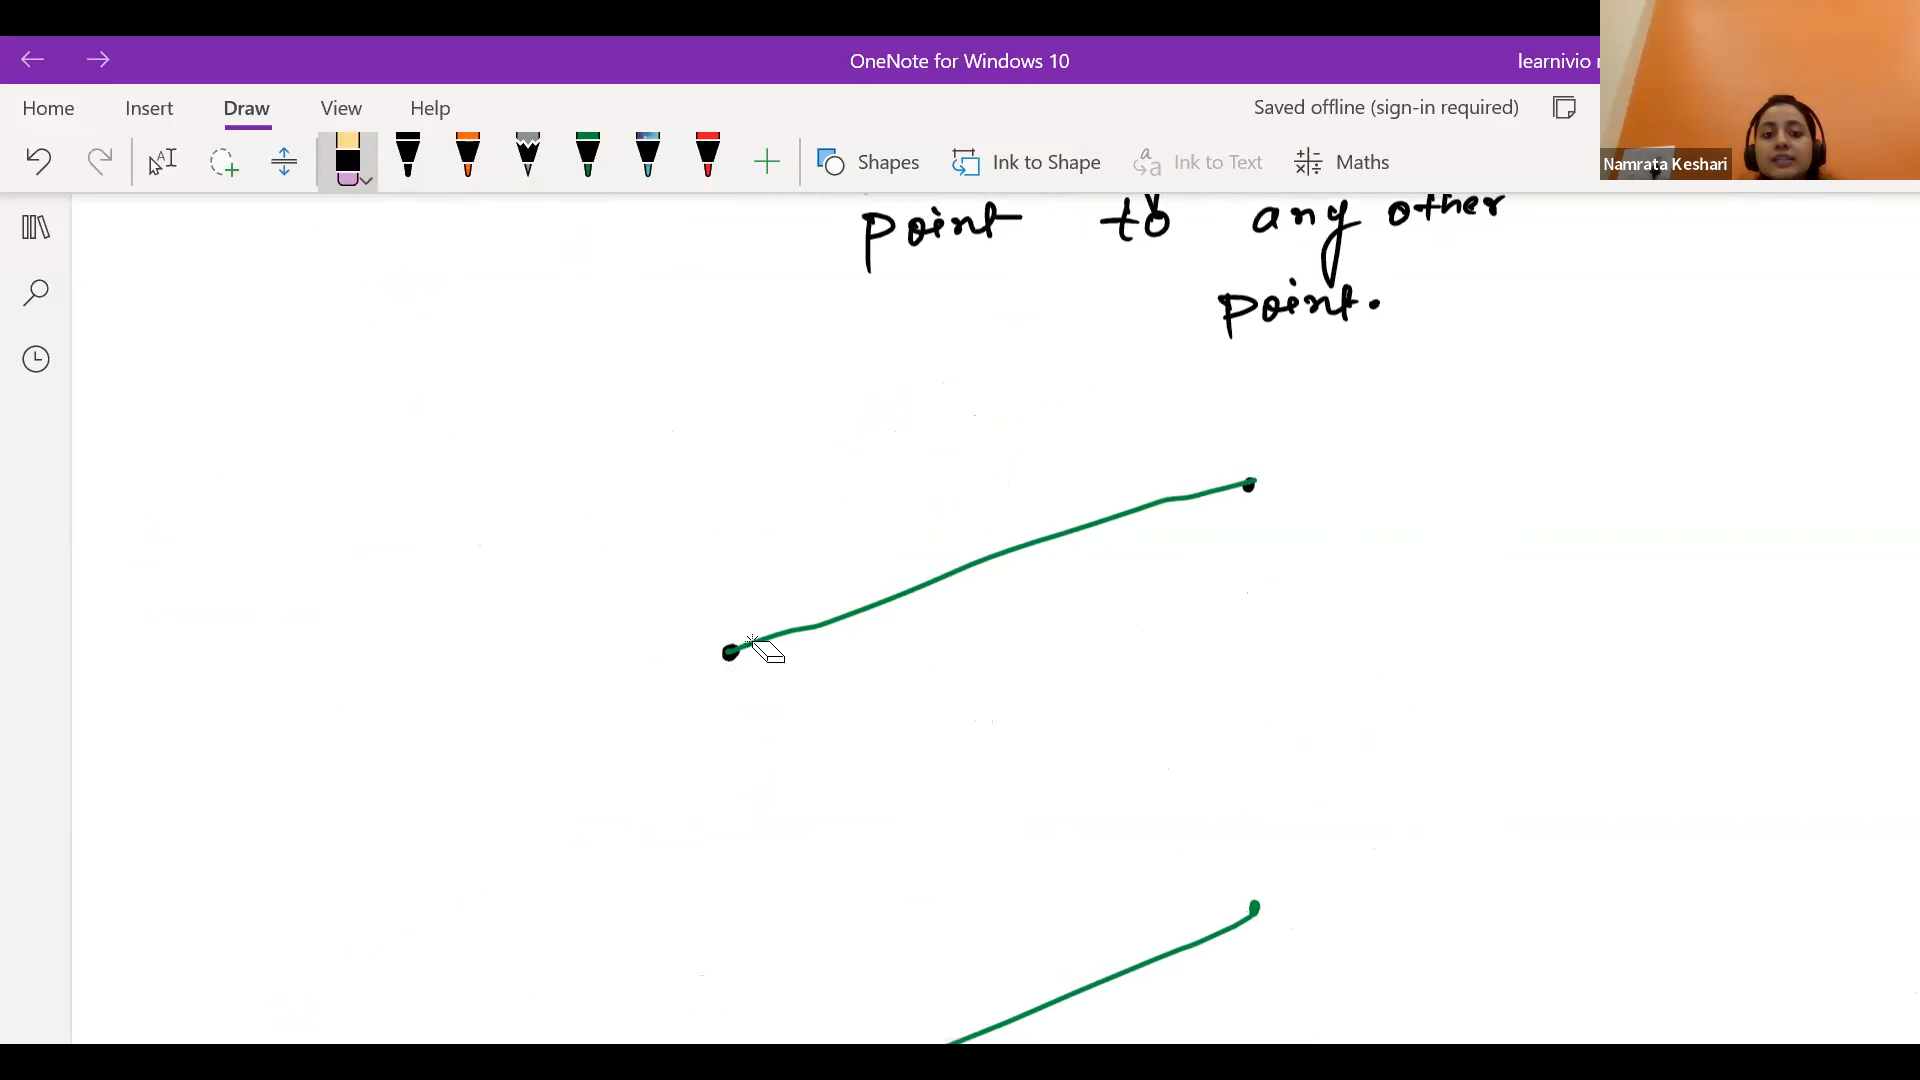 OneNote for Windows 10
learnivio
Home Insert Draw View Help
Saved offline (sign-in required)
Shapes Ink to Shape Ink to Text Maths
Namrata Keshari
point to any other
point.